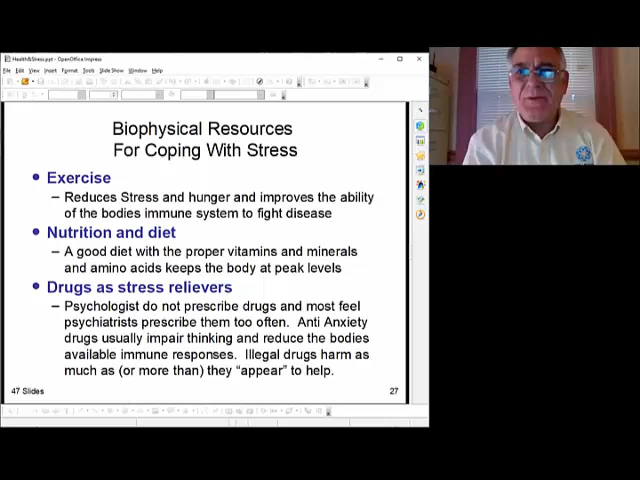 Health&Stress.ppt - OpenOffice Impress
File Edit View Insert Format Tools Slide Show Window Help
Biophysical Resources
For Coping With Stress
• Exercise
– Reduces Stress and hunger and improves the ability
of the bodies immune system to fight disease
• Nutrition and diet
– A good diet with the proper vitamins and minerals
and amino acids keeps the body at peak levels
• Drugs as stress relievers
– Psychologist do not prescribe drugs and most feel
psychiatrists prescribe them too often. Anti Anxiety
drugs usually impair thinking and reduce the bodies
available immune responses. Illegal drugs harm as
much as (or more than) they “appear” to help.
47 Slides 27